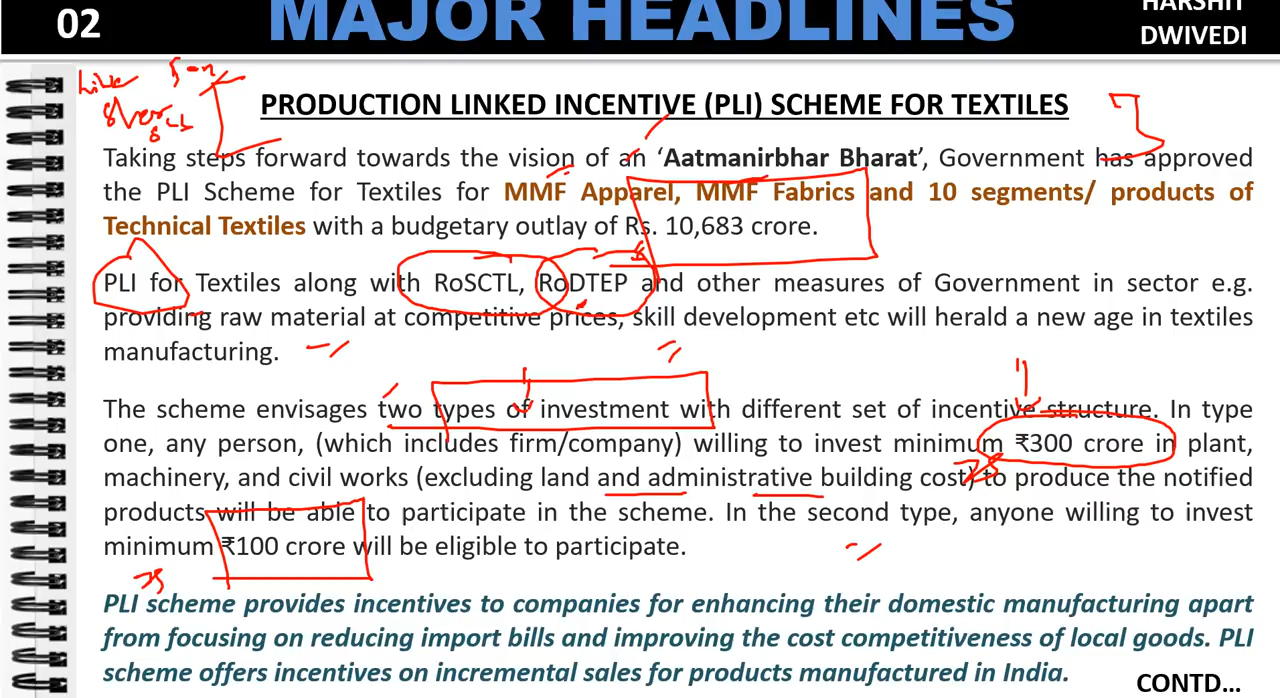 02
MAJOR HEADLINES
HARSHIT
DWIVEDI
PRODUCTION LINKED INCENTIVE (PLI) SCHEME FOR TEXTILES
Taking steps forward towards the vision of an ‘Aatmanirbhar Bharat’, Government has approved
the PLI Scheme for Textiles for MMF Apparel, MMF Fabrics and 10 segments/ products of
Technical Textiles with a budgetary outlay of Rs. 10,683 crore.
PLI for Textiles along with RoSCTL, RoDTEP and other measures of Government in sector e.g.
providing raw material at competitive prices, skill development etc will herald a new age in textiles
manufacturing.
The scheme envisages two types of investment with different set of incentive structure. In type
one, any person, (which includes firm/company) willing to invest minimum ₹300 crore in plant,
machinery, and civil works (excluding land and administrative building cost) to produce the notified
products will be able to participate in the scheme. In the second type, anyone willing to invest
minimum ₹100 crore will be eligible to participate.
PLI scheme provides incentives to companies for enhancing their domestic manufacturing apart
from focusing on reducing import bills and improving the cost competitiveness of local goods. PLI
scheme offers incentives on incremental sales for products manufactured in India.
CONTD...